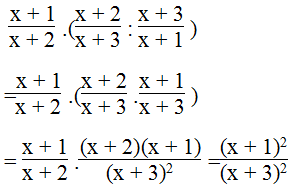 (x + 1)/(x + 2) .((x + 2)/(x + 3) : (x + 3)/(x + 1) )
= (x + 1)/(x + 2) .((x + 2)/(x + 3) . (x + 1)/(x + 3) )
= (x + 1)/(x + 2) . ((x + 2)(x + 1))/((x + 3)²) = ((x + 1)²)/((x + 3)²)